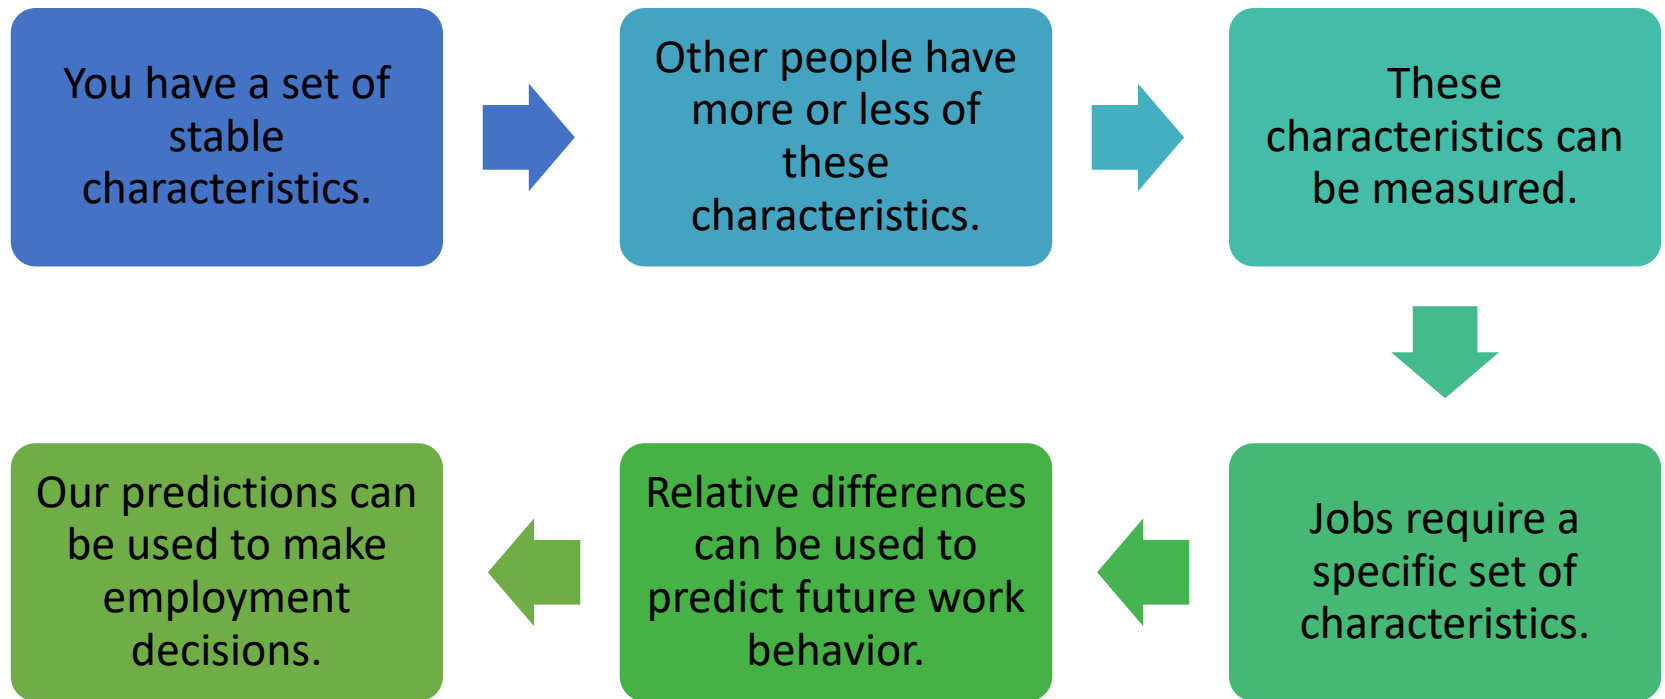 You have a set of
stable
characteristics.
Other people have
more or less of
these
characteristics.
These
characteristics can
be measured.
Jobs require a
specific set of
characteristics.
Relative differences
can be used to
predict future work
behavior.
Our predictions can
be used to make
employment
decisions.